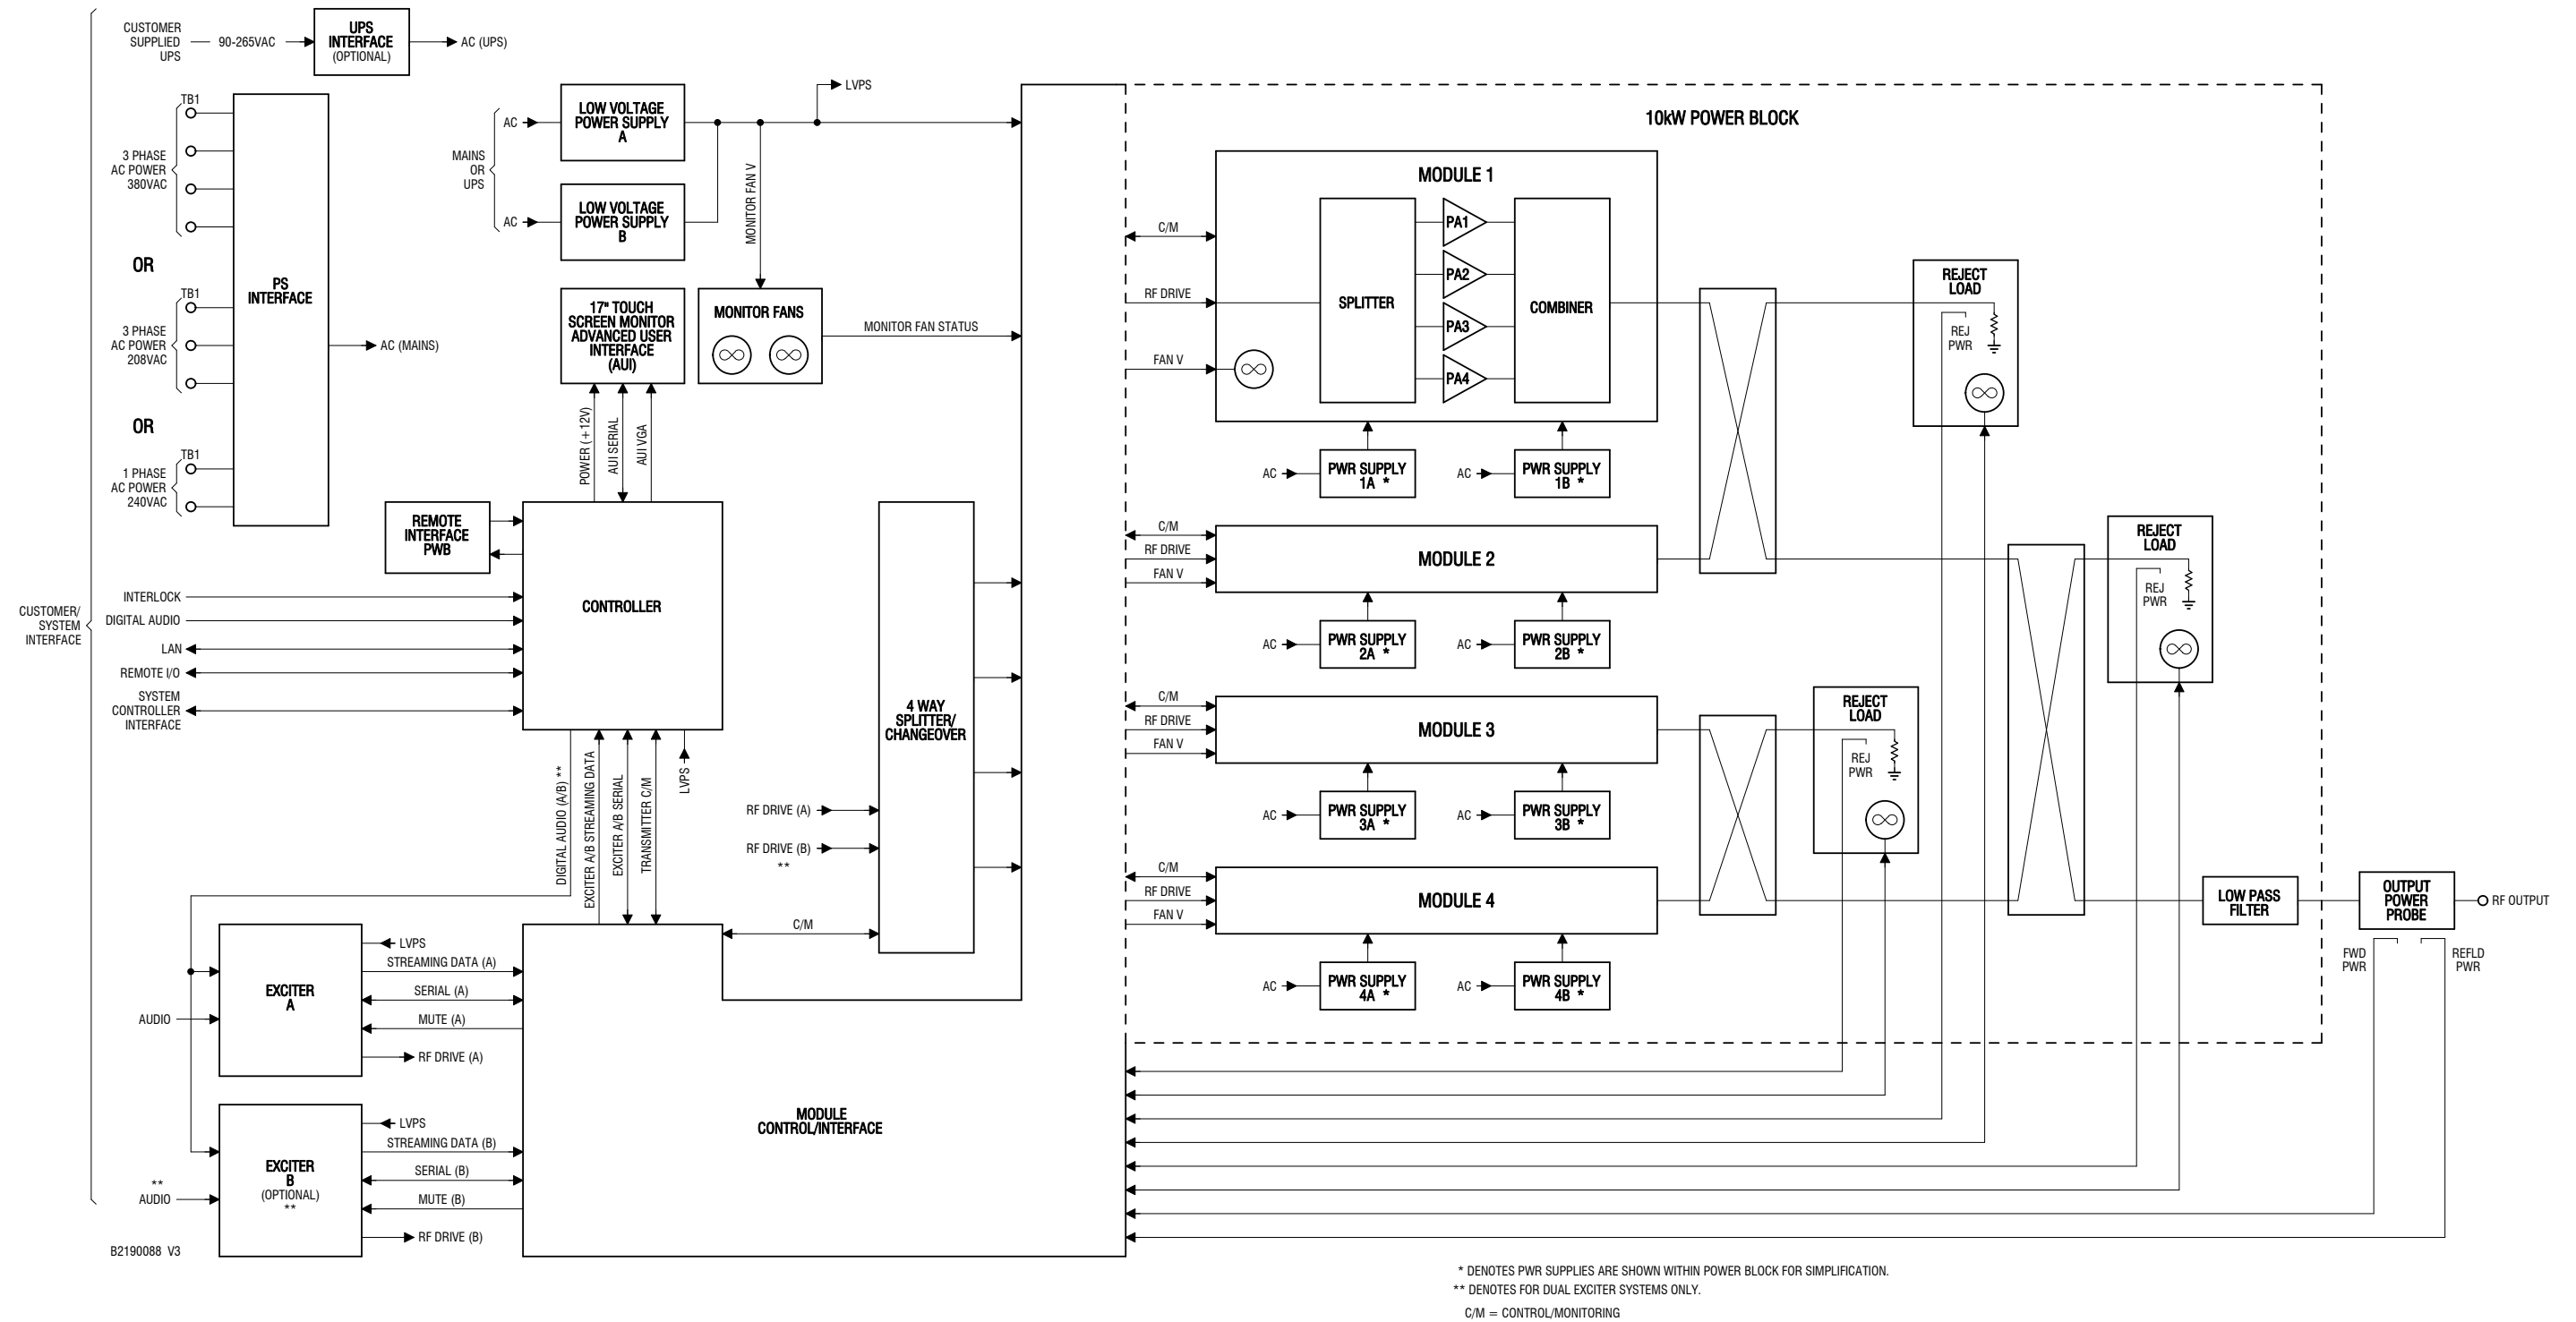 CUSTOMER
SUPPLIED
UPS
90-265VAC
UPS
INTERFACE
(OPTIONAL)
AC (UPS)
TB1
3 PHASE
AC POWER
380VAC
OR
TB1
3 PHASE
AC POWER
208VAC
OR
TB1
1 PHASE
AC POWER
240VAC
PS
INTERFACE
AC (MAINS)
MAINS
OR
UPS
AC
LOW VOLTAGE
POWER SUPPLY
A
AC
LOW VOLTAGE
POWER SUPPLY
B
LVPS
MONITOR FAN V
17" TOUCH
SCREEN MONITOR
ADVANCED USER
INTERFACE
(AUI)
MONITOR FANS
MONITOR FAN STATUS
POWER (+12V)
AUI SERIAL
AUI VGA
REMOTE
INTERFACE
PWB
CONTROLLER
CUSTOMER/
SYSTEM
INTERFACE
INTERLOCK
DIGITAL AUDIO
LAN
REMOTE I/O
SYSTEM
CONTROLLER
INTERFACE
DIGITAL AUDIO (A/B) **
EXCITER A/B STREAMING DATA
EXCITER A/B SERIAL
TRANSMITTER C/M
LVPS
4 WAY
SPLITTER/
CHANGEOVER
RF DRIVE (A)
RF DRIVE (B)
**
C/M
EXCITER
A
AUDIO
LVPS
STREAMING DATA (A)
SERIAL (A)
MUTE (A)
RF DRIVE (A)
EXCITER
B
(OPTIONAL)
**
**
AUDIO
LVPS
STREAMING DATA (B)
SERIAL (B)
MUTE (B)
RF DRIVE (B)
MODULE
CONTROL/INTERFACE
B2190088 V3
10kW POWER BLOCK
MODULE 1
C/M
RF DRIVE
FAN V
SPLITTER
PA1
PA2
PA3
PA4
COMBINER
AC
PWR SUPPLY
1A *
AC
PWR SUPPLY
1B *
C/M
RF DRIVE
FAN V
MODULE 2
AC
PWR SUPPLY
2A *
AC
PWR SUPPLY
2B *
C/M
RF DRIVE
FAN V
MODULE 3
AC
PWR SUPPLY
3A *
AC
PWR SUPPLY
3B *
C/M
RF DRIVE
FAN V
MODULE 4
AC
PWR SUPPLY
4A *
AC
PWR SUPPLY
4B *
REJECT
LOAD
REJ
PWR
REJECT
LOAD
REJ
PWR
REJECT
LOAD
REJ
PWR
LOW PASS
FILTER
OUTPUT
POWER
PROBE
RF OUTPUT
FWD
PWR
REFLD
PWR
* DENOTES PWR SUPPLIES ARE SHOWN WITHIN POWER BLOCK FOR SIMPLIFICATION.
** DENOTES FOR DUAL EXCITER SYSTEMS ONLY.
C/M = CONTROL/MONITORING